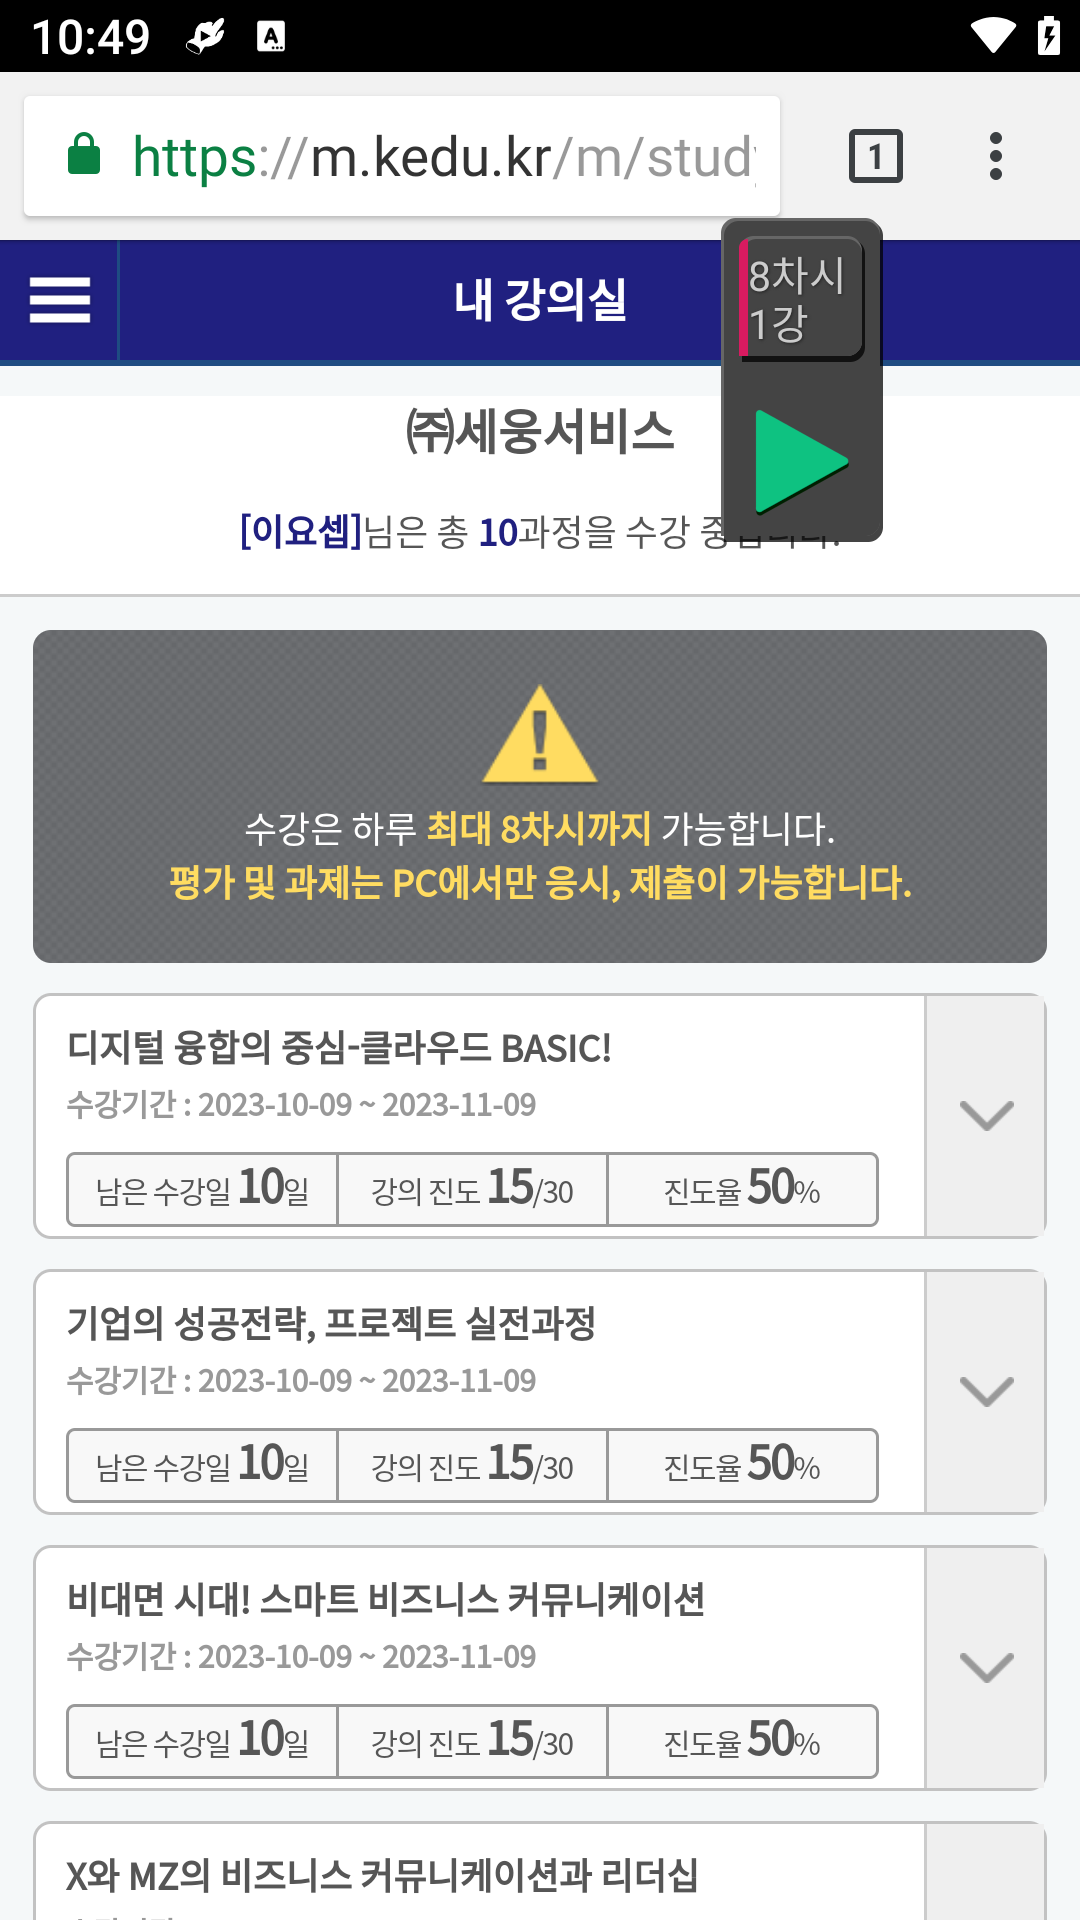 10:49
https://m.kedu.kr/m/stud
1
내 강의실
8차시
1강
㈜세웅서비스
[이요셉]님은 총 10과정을 수강 중입니다.
수강은 하루 최대 8차시까지 가능합니다.
평가 및 과제는 PC에서만 응시, 제출이 가능합니다.
디지털 융합의 중심-클라우드 BASIC!
수강기간 : 2023-10-09 ~ 2023-11-09
남은 수강일 10일 강의 진도 15/30 진도율 50%
기업의 성공전략, 프로젝트 실전과정
수강기간 : 2023-10-09 ~ 2023-11-09
남은 수강일 10일 강의 진도 15/30 진도율 50%
비대면 시대! 스마트 비즈니스 커뮤니케이션
수강기간 : 2023-10-09 ~ 2023-11-09
남은 수강일 10일 강의 진도 15/30 진도율 50%
X와 MZ의 비즈니스 커뮤니케이션과 리더십